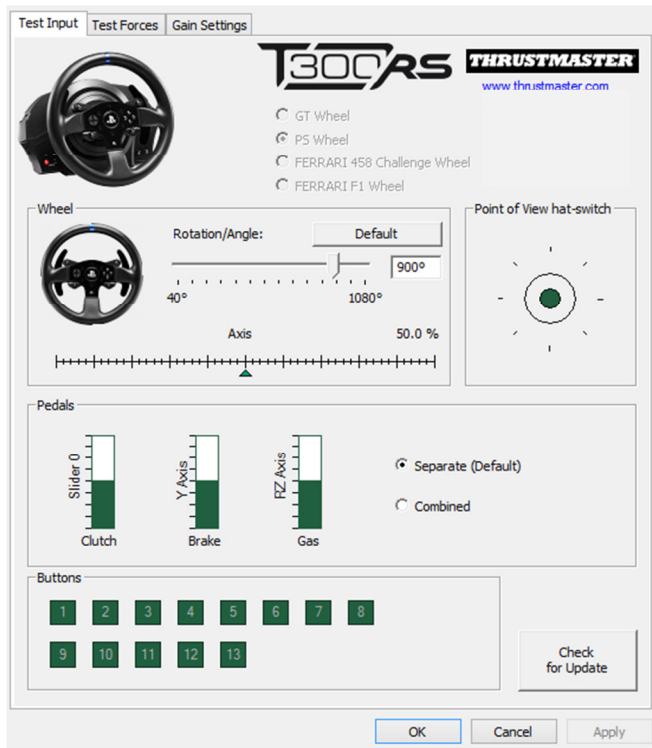 Test Input
Test Forces
Gain Settings
T300RS
THRUSTMASTER
www.thrustmaster.com
GT Wheel
PS Wheel
FERRARI 458 Challenge Wheel
FERRARI F1 Wheel
Wheel
Rotation/Angle:
Default
900°
40°
1080°
Axis
50.0 %
Point of View hat-switch
Pedals
Slider 0
Y Axis
RZ Axis
Clutch
Brake
Gas
Separate (Default)
Combined
Buttons
1 2 3 4 5 6 7 8
9 10 11 12 13
Check
for Update
OK
Cancel
Apply